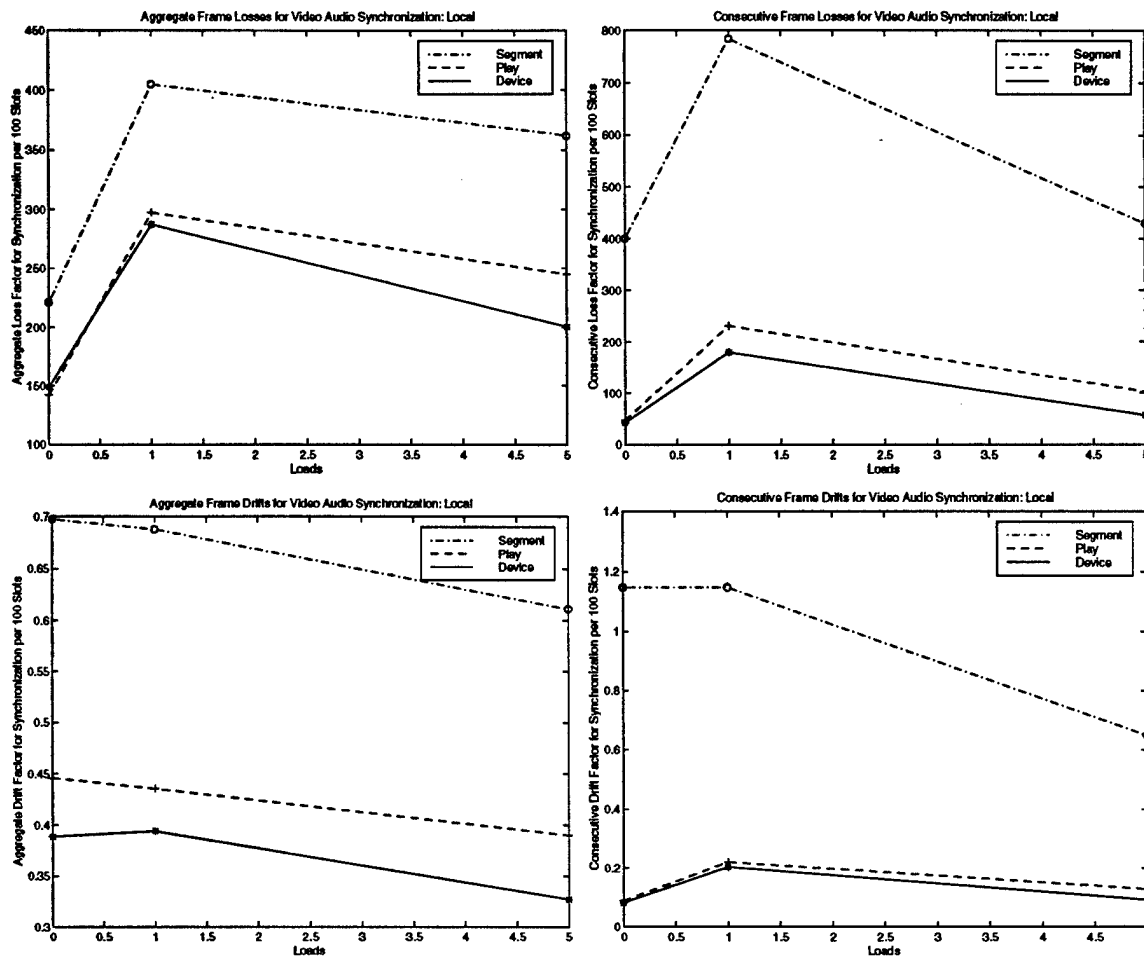 Aggregate Frame Losses for Video Audio Synchronization: Local
Aggregate Loss Factor for Synchronization per 100 Slots
450
400
350
300
250
200
150
100
Segment
Play
Device
0 0.5 1 1.5 2 2.5 3 3.5 4 4.5 5
Loads
Consecutive Frame Losses for Video Audio Synchronization: Local
Consecutive Loss Factor for Synchronization per 100 Slots
800
700
600
500
400
300
200
100
0
Segment
Play
Device
0 0.5 1 1.5 2 2.5 3 3.5 4 4.5
Loads
Aggregate Frame Drifts for Video Audio Synchronization: Local
Aggregate Drift Factor for Synchronization per 100 Slots
0.7
0.65
0.6
0.55
0.5
0.45
0.4
0.35
0.3
Segment
Play
Device
0 0.5 1 1.5 2 2.5 3 3.5 4 4.5 5
Loads
Consecutive Frame Drifts for Video Audio Synchronization: Local
Consecutive Drift Factor for Synchronization per 100 Slots
1.4
1.2
1
0.8
0.6
0.4
0.2
0
Segment
Play
Device
0 0.5 1 1.5 2 2.5 3 3.5 4 4.5
Loads